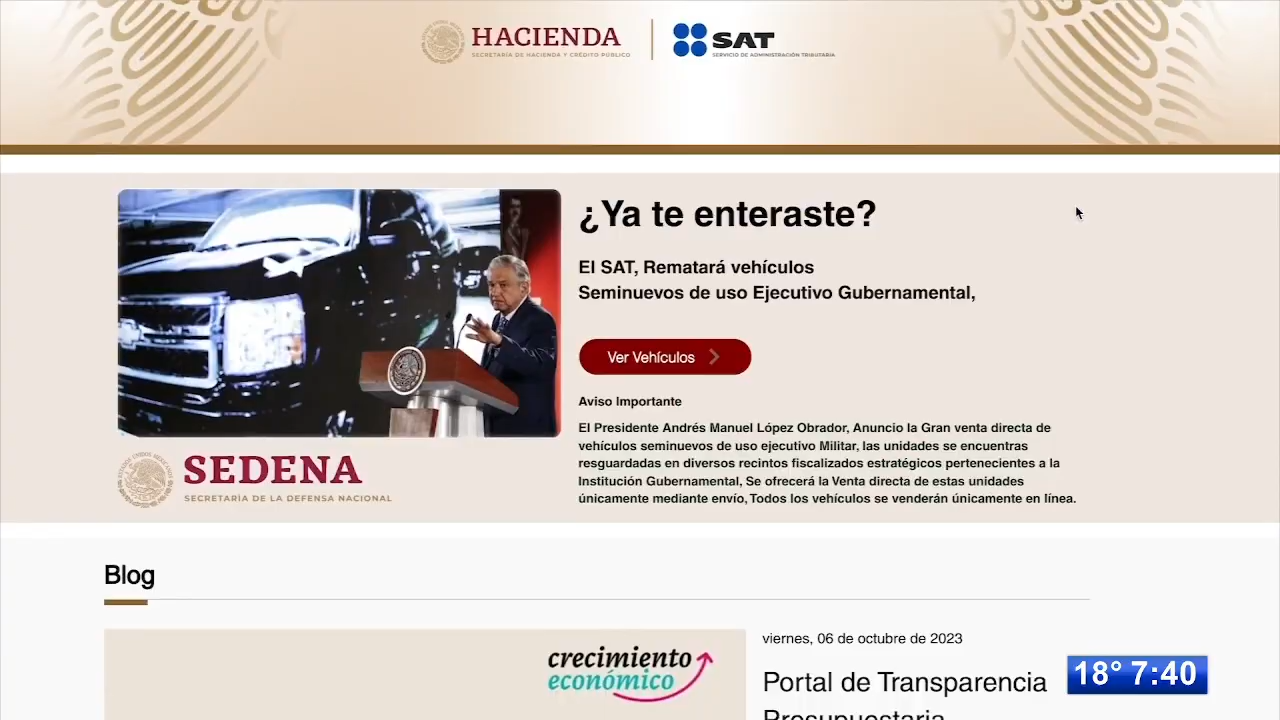 HACIENDA
SECRETARÍA DE HACIENDA Y CRÉDITO PÚBLICO
SAT
SERVICIO DE ADMINISTRACIÓN TRIBUTARIA
¿Ya te enteraste?
El SAT, Rematará vehículos
Seminuevos de uso Ejecutivo Gubernamental,
Ver Vehículos
Aviso Importante
El Presidente Andrés Manuel López Obrador, Anuncio la Gran venta directa de
vehículos seminuevos de uso ejecutivo Militar, las unidades se encuentras
resguardadas en diversos recintos fiscalizados estratégicos pertenecientes a la
Institución Gubernamental, Se ofrecerá la Venta directa de estas unidades
únicamente mediante envío, Todos los vehículos se venderán únicamente en línea.
SEDENA
SECRETARÍA DE LA DEFENSA NACIONAL
Blog
crecimiento
económico
viernes, 06 de octubre de 2023
Portal de Transparencia
Presupuestaria
18° 7:40